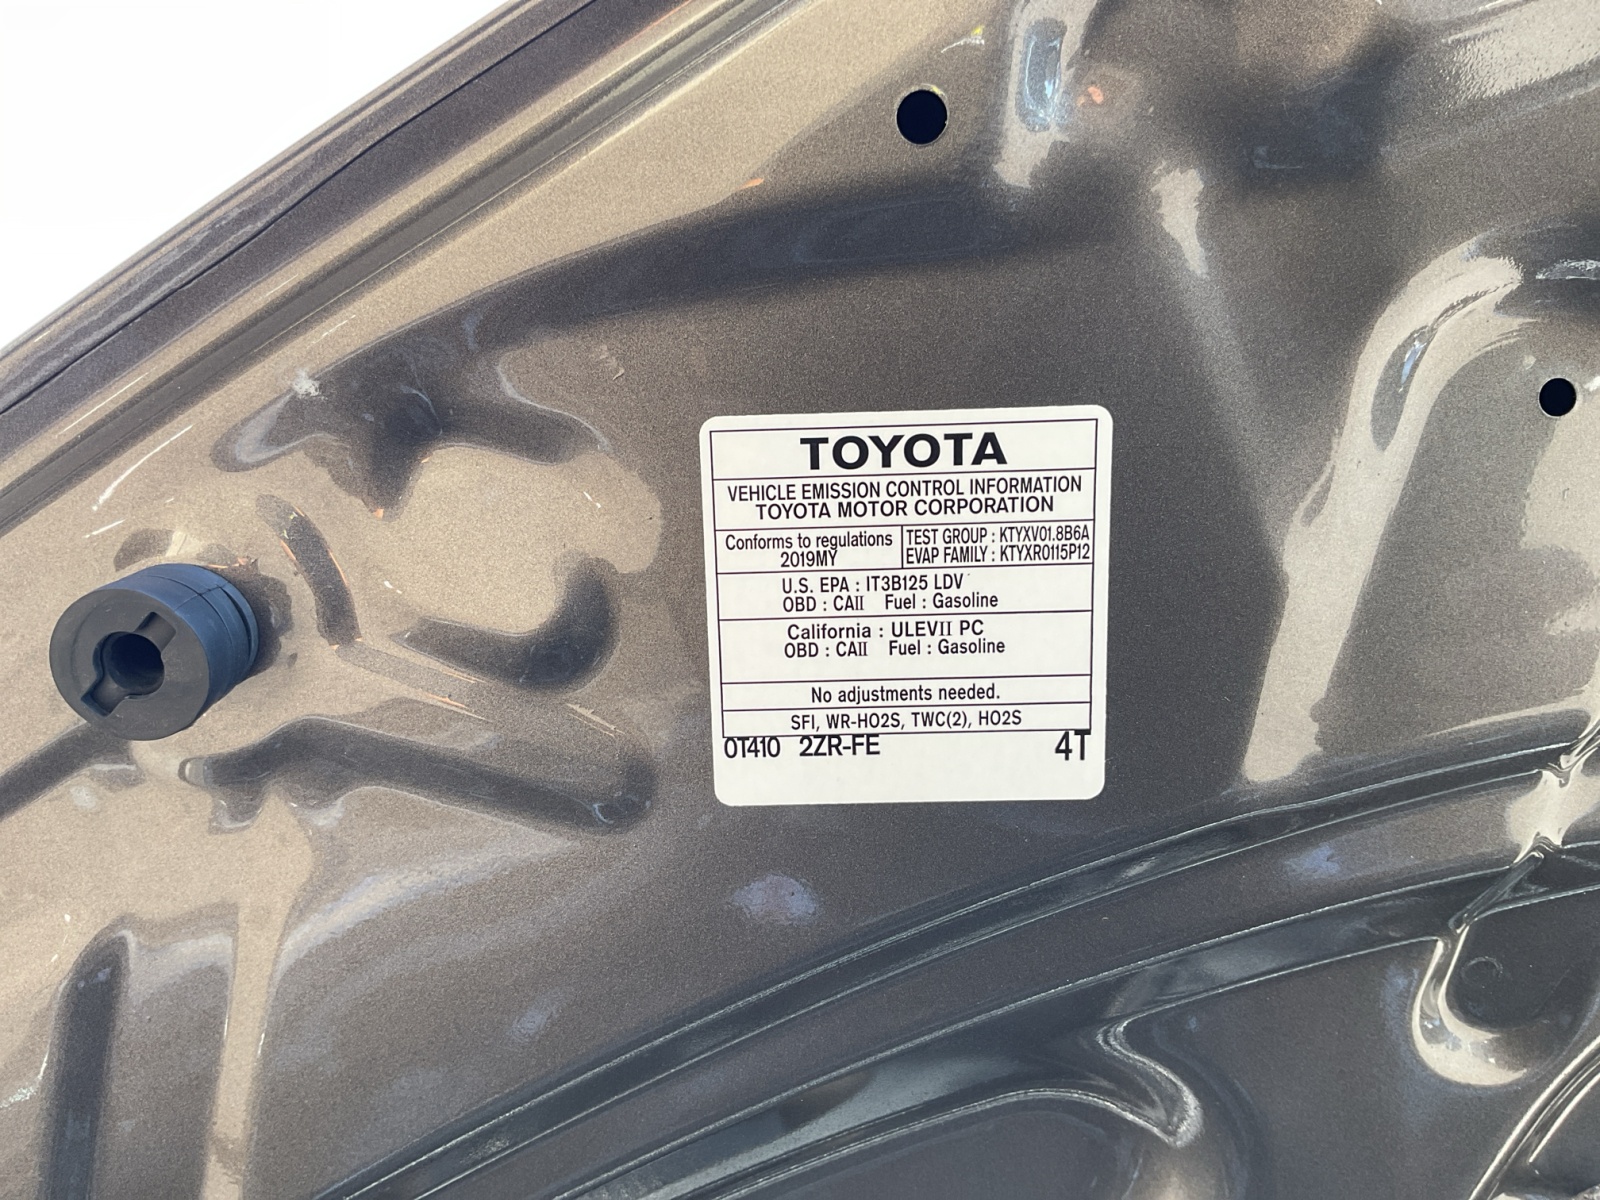 TOYOTA
VEHICLE EMISSION CONTROL INFORMATION
TOYOTA MOTOR CORPORATION
Conforms to regulations
2019MY
TEST GROUP : KTYXV01.8B6A
EVAP FAMILY : KTYXR0115P12
U.S. EPA : IT3B125 LDV
OBD : CAII Fuel : Gasoline
California : ULEVII PC
OBD : CAII Fuel : Gasoline
No adjustments needed.
SFI, WR-HO2S, TWC(2), HO2S
0T410 2ZR-FE 4T